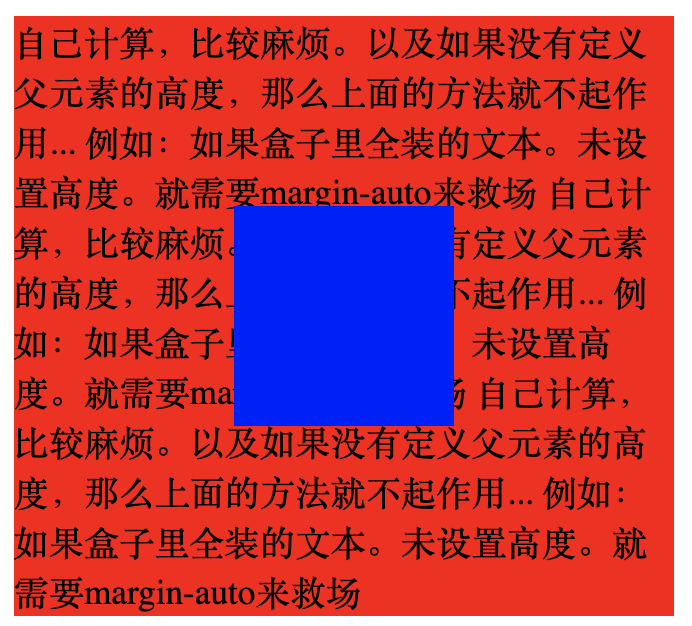 自己计算，比较麻烦。以及如果没有定义
父元素的高度，那么上面的方法就不起作
用... 例如：如果盒子里全装的文本。未设
置高度。就需要margin-auto来救场 自己计
算，比较麻烦。 有定义父元素
的高度，那么 不起作用... 例
如：如果盒子 未设置高
度。就需要 自己计算，
比较麻烦。以及如果没有定义父元素的高
度，那么上面的方法就不起作用... 例如：
如果盒子里全装的文本。未设置高度。就
需要margin-auto来救场